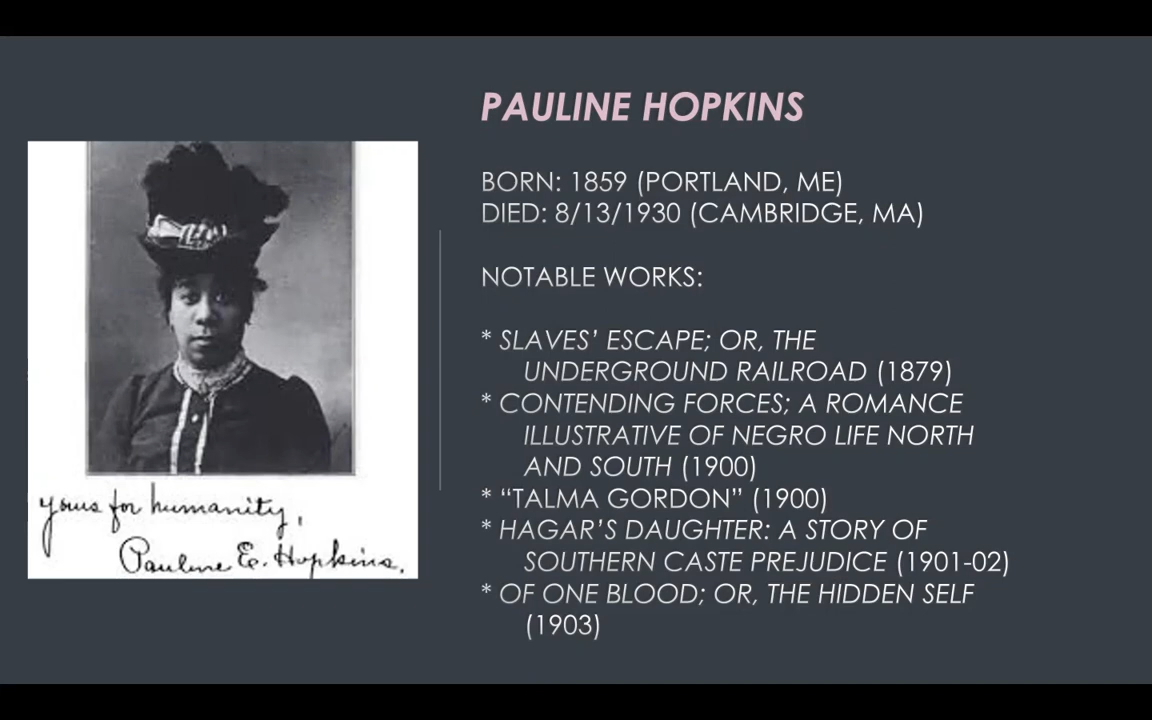 PAULINE HOPKINS
BORN: 1859 (PORTLAND, ME)
DIED: 8/13/1930 (CAMBRIDGE, MA)
NOTABLE WORKS:
* SLAVES’ ESCAPE; OR, THE
UNDERGROUND RAILROAD (1879)
* CONTENDING FORCES; A ROMANCE
ILLUSTRATIVE OF NEGRO LIFE NORTH
AND SOUTH (1900)
* “TALMA GORDON” (1900)
* HAGAR’S DAUGHTER: A STORY OF
SOUTHERN CASTE PREJUDICE (1901-02)
* OF ONE BLOOD; OR, THE HIDDEN SELF
(1903)
yours for humanity,
Pauline E. Hopkins.